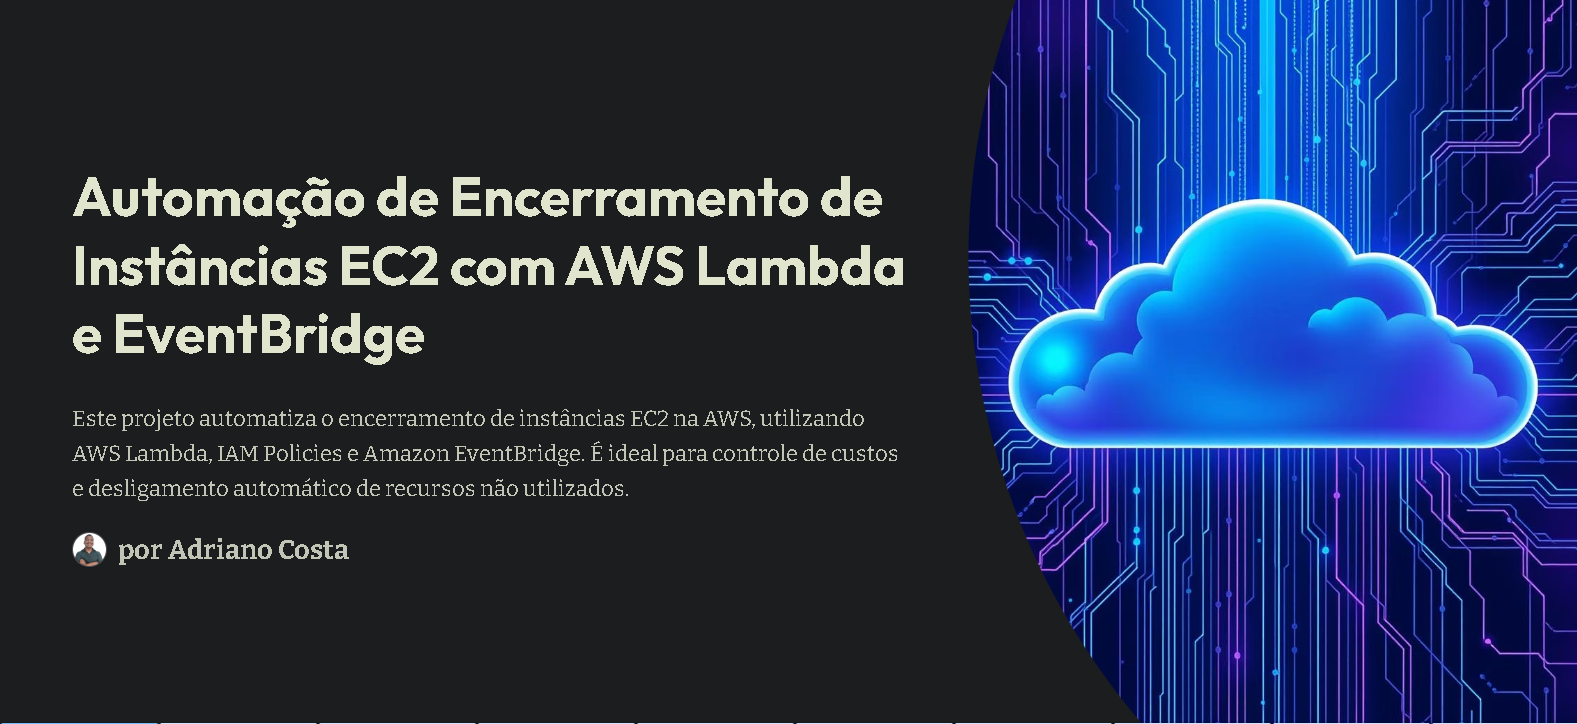 Automação de Encerramento de
Instâncias EC2 com AWS Lambda
e EventBridge
Este projeto automatiza o encerramento de instâncias EC2 na AWS, utilizando
AWS Lambda, IAM Policies e Amazon EventBridge. É ideal para controle de custos
e desligamento automático de recursos não utilizados.
por Adriano Costa